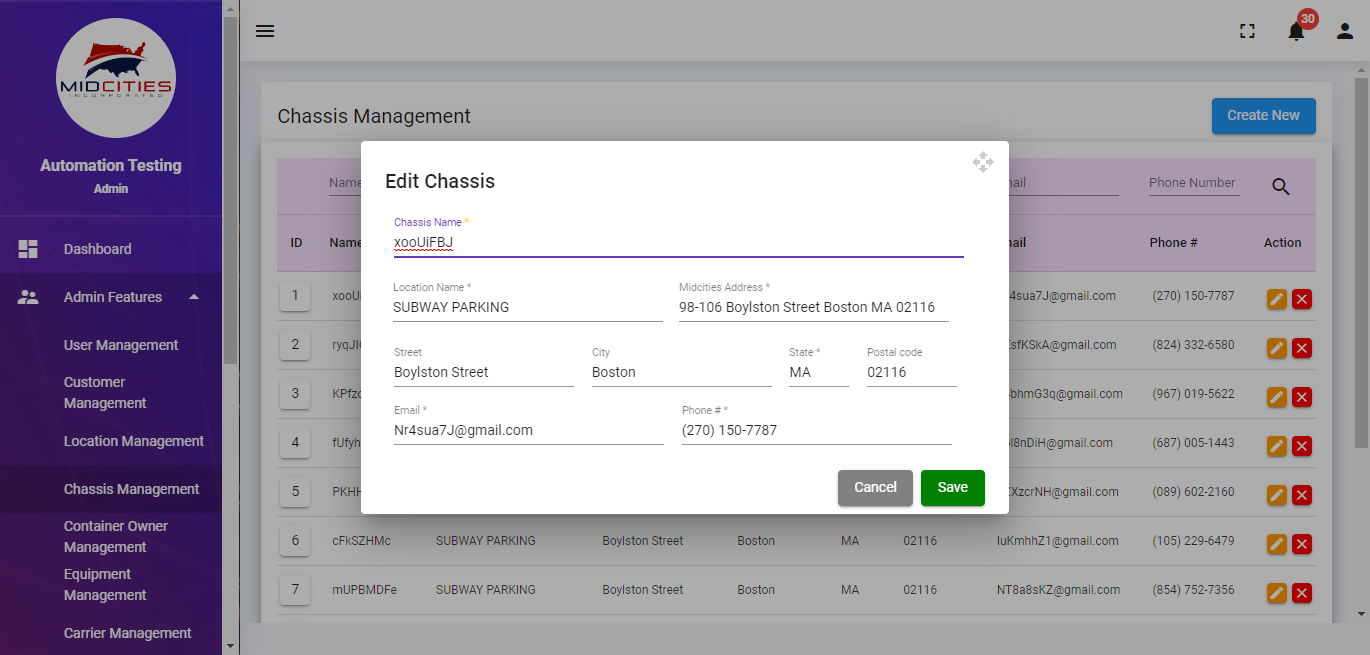 MIDCITIES
INCORPORATED
Automation Testing
Admin
Dashboard
Admin Features
User Management
Customer
Management
Location Management
Chassis Management
Container Owner
Management
Equipment
Management
Carrier Management
30
Chassis Management
Create New
Name
ail
Phone Number
ID
Name
ail
Phone #
Action
Edit Chassis
Chassis Name *
xooUiFBJ
Location Name *
Midcities Address *
SUBWAY PARKING
98-106 Boylston Street Boston MA 02116
Street
City
State *
Postal code
Boylston Street
Boston
MA
02116
Email *
Phone # *
Nr4sua7J@gmail.com
(270) 150-7787
Cancel
Save
1 xooU 4sua7J@gmail.com (270) 150-7787
2 ryqJI sfKSkA@gmail.com (824) 332-6580
3 KPfzc bhmG3q@gmail.com (967) 019-5622
4 fUfyh l8nDiH@gmail.com (687) 005-1443
5 PKHH XzcrNH@gmail.com (089) 602-2160
6 cFkSZHMc SUBWAY PARKING Boylston Street Boston MA 02116 IuKmhhZ1@gmail.com (105) 229-6479
7 mUPBMDFe SUBWAY PARKING Boylston Street Boston MA 02116 NT8a8sKZ@gmail.com (854) 752-7356